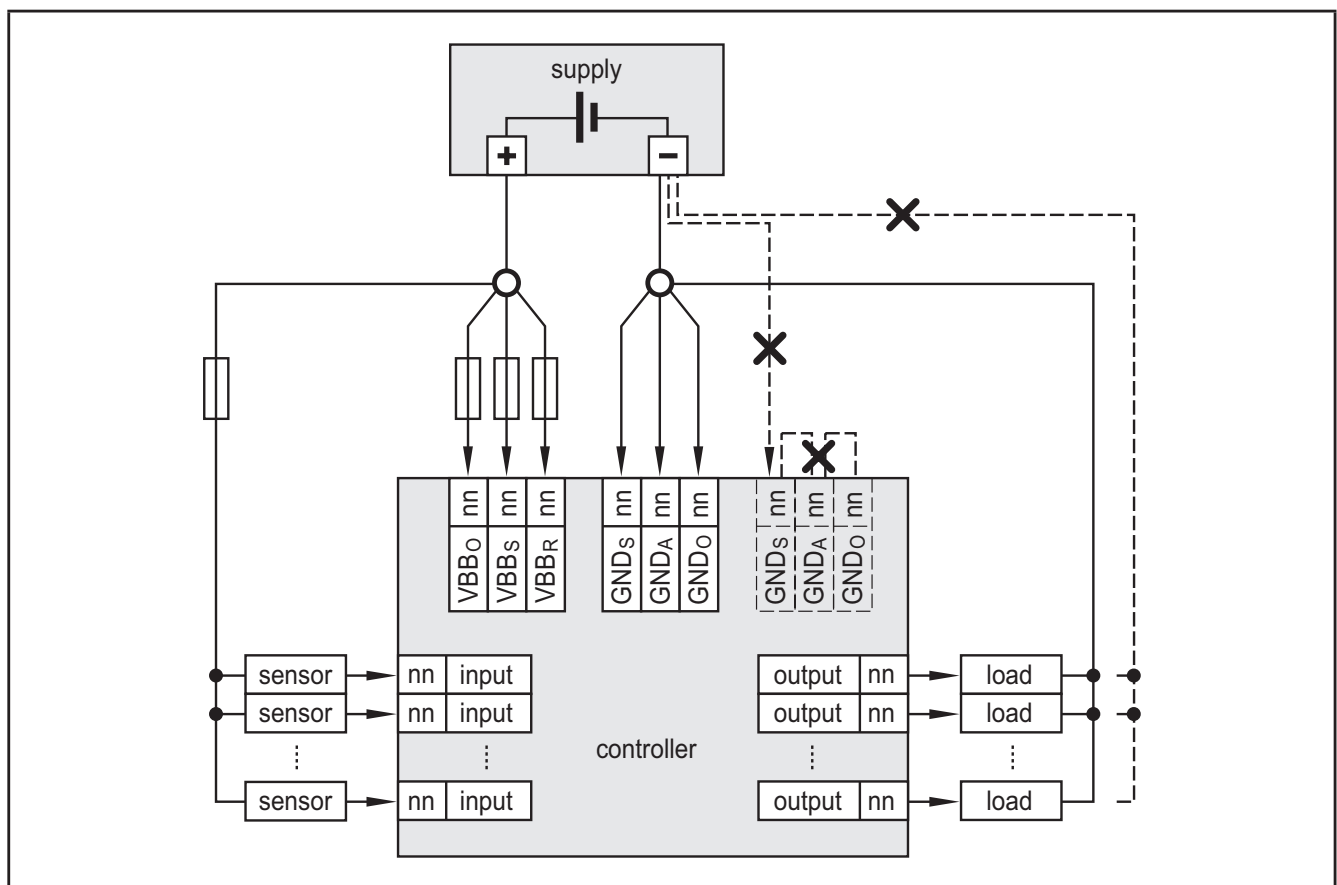 supply
+ −
nn nn nn nn nn nn nn nn nn
VBBO VBBS VBBR GNDS GNDA GNDO GNDS GNDA GNDO
sensor nn input output nn load
sensor nn input output nn load
controller
sensor nn input output nn load